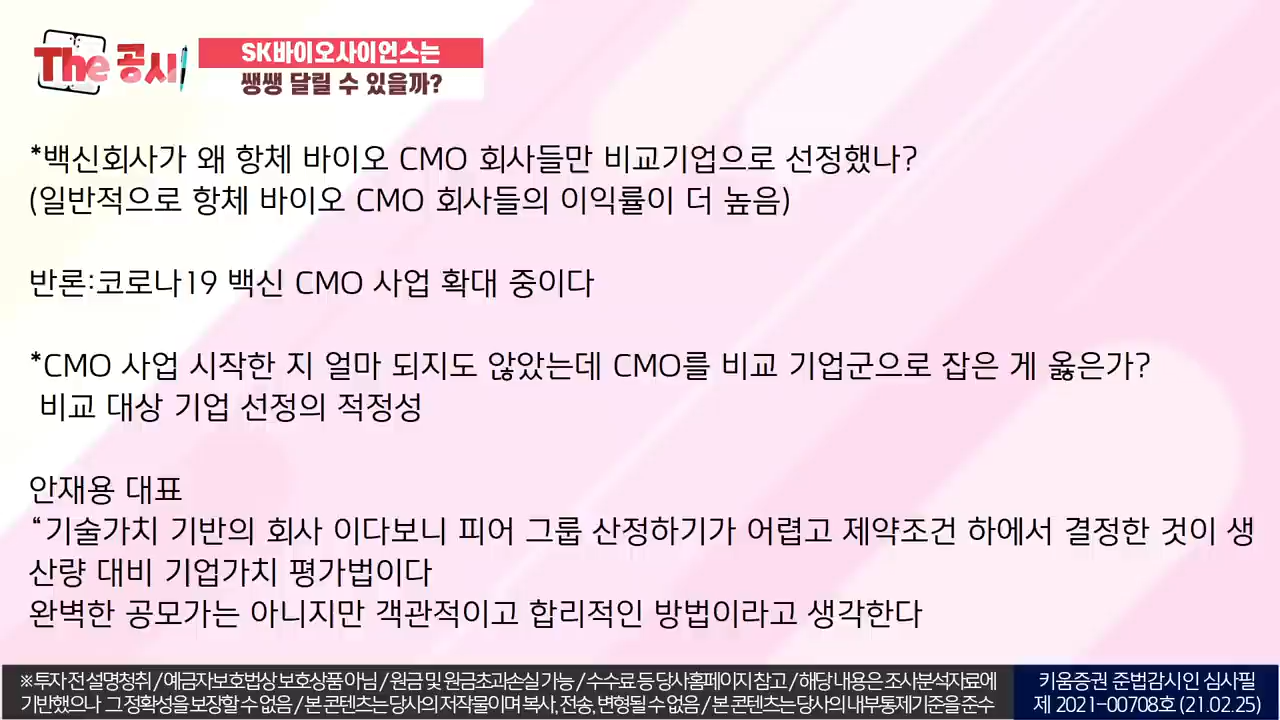 The 공시
SK바이오사이언스는
쌩쌩 달릴 수 있을까?
*백신회사가 왜 항체 바이오 CMO 회사들만 비교기업으로 선정했나?
(일반적으로 항체 바이오 CMO 회사들의 이익률이 더 높음)
반론:코로나19 백신 CMO 사업 확대 중이다
*CMO 사업 시작한 지 얼마 되지도 않았는데 CMO를 비교 기업군으로 잡은 게 옳은가?
비교 대상 기업 선정의 적정성
안재용 대표
“기술가치 기반의 회사 이다보니 피어 그룹 산정하기가 어렵고 제약조건 하에서 결정한 것이 생
산량 대비 기업가치 평가법이다
완벽한 공모가는 아니지만 객관적이고 합리적인 방법이라고 생각한다
※투자 전 설명청취 / 예금자보호법상 보호상품 아님 / 원금 및 원금초과손실 가능 / 수수료 등 당사홈페이지 참고 / 해당 내용은 조사분석자료에
기반했으나 그 정확성을 보장할 수 없음 / 본 콘텐츠는 당사의 저작물이며 복사, 전송, 변형될 수 없음 / 본 콘텐츠는 당사의 내부통제기준을 준수
키움증권 준법감시인 심사필
제 2021-00708호 (21.02.25)